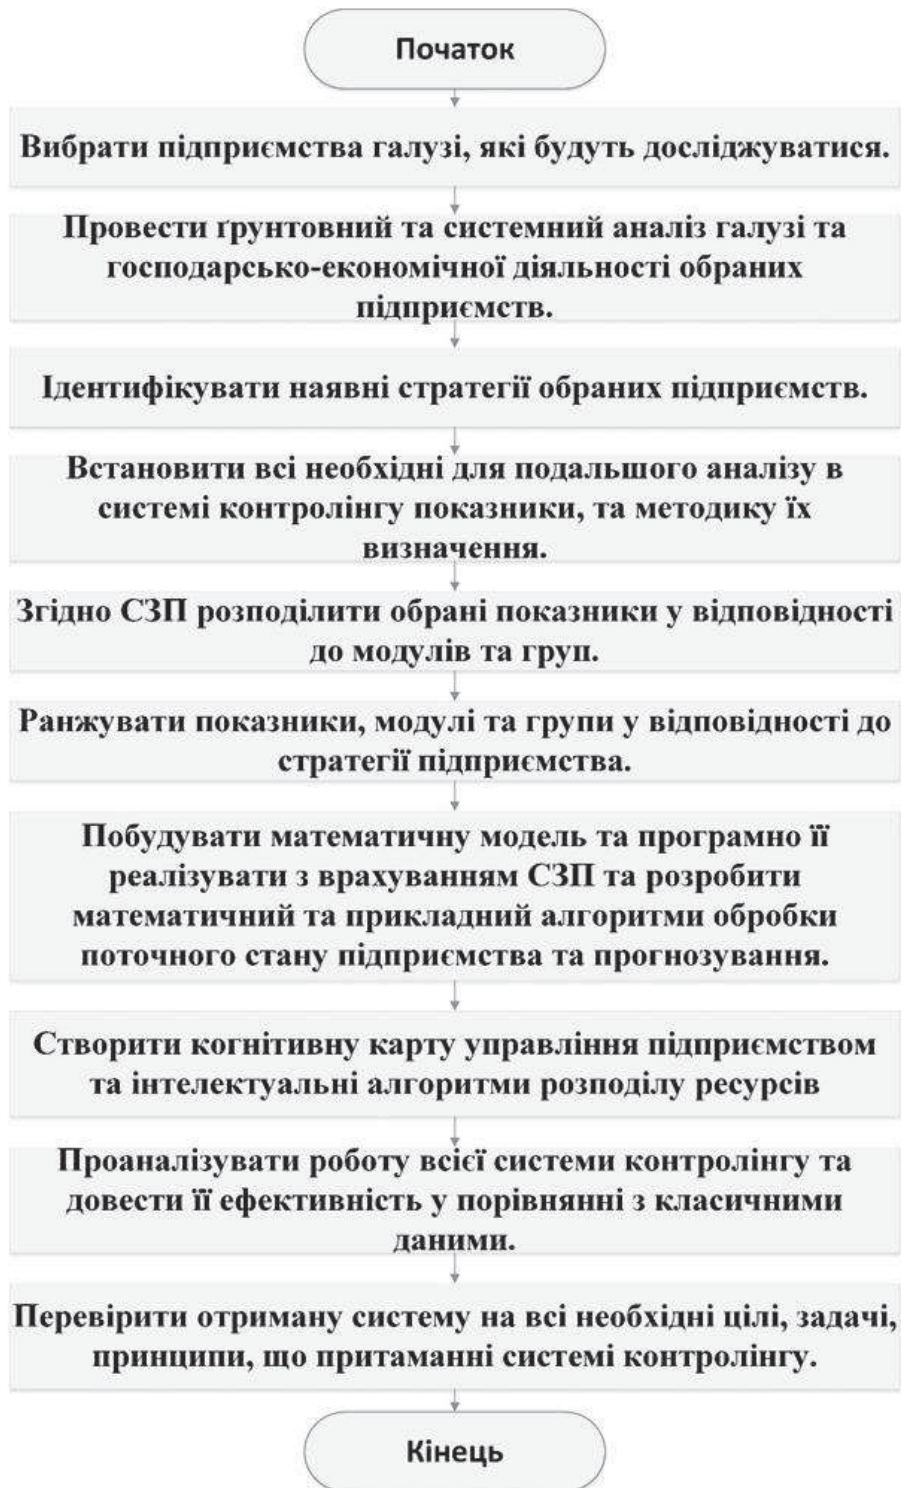 Початок
Вибрати підприємства галузі, які будуть досліджуватися.
Провести ґрунтовний та системний аналіз галузі та
господарсько-економічної діяльності обраних
підприємств.
Ідентифікувати наявні стратегії обраних підприємств.
Встановити всі необхідні для подальшого аналізу в
системі контролінгу показники, та методику їх
визначення.
Згідно СЗП розподілити обрані показники у відповідності
до модулів та груп.
Ранжувати показники, модулі та групи у відповідності до
стратегії підприємства.
Побудувати математичну модель та програмно її
реалізувати з врахуванням СЗП та розробити
математичний та прикладний алгоритми обробки
поточного стану підприємства та прогнозування.
Створити когнітивну карту управління підприємством
та інтелектуальні алгоритми розподілу ресурсів
Проаналізувати роботу всієї системи контролінгу та
довести її ефективність у порівнянні з класичними
даними.
Перевірити отриману систему на всі необхідні цілі, задачі,
принципи, що притаманні системі контролінгу.
Кінець